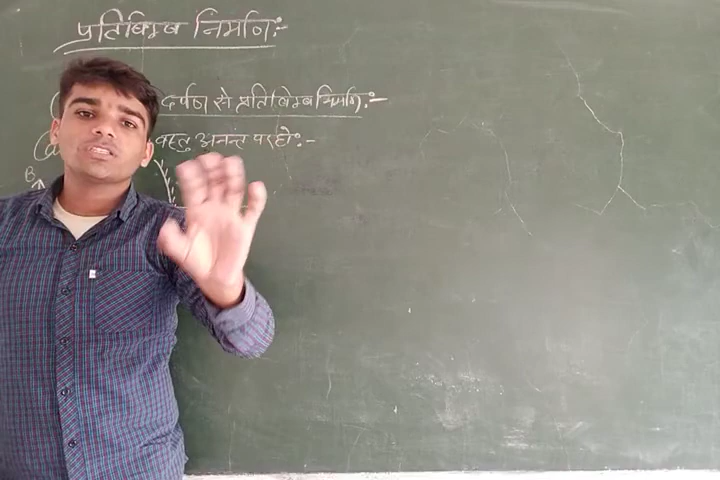 प्रतिबिम्ब निर्माण:-
दर्पण से प्रतिबिम्ब निर्माण:-
वस्तु अनन्त पर हो:-
B